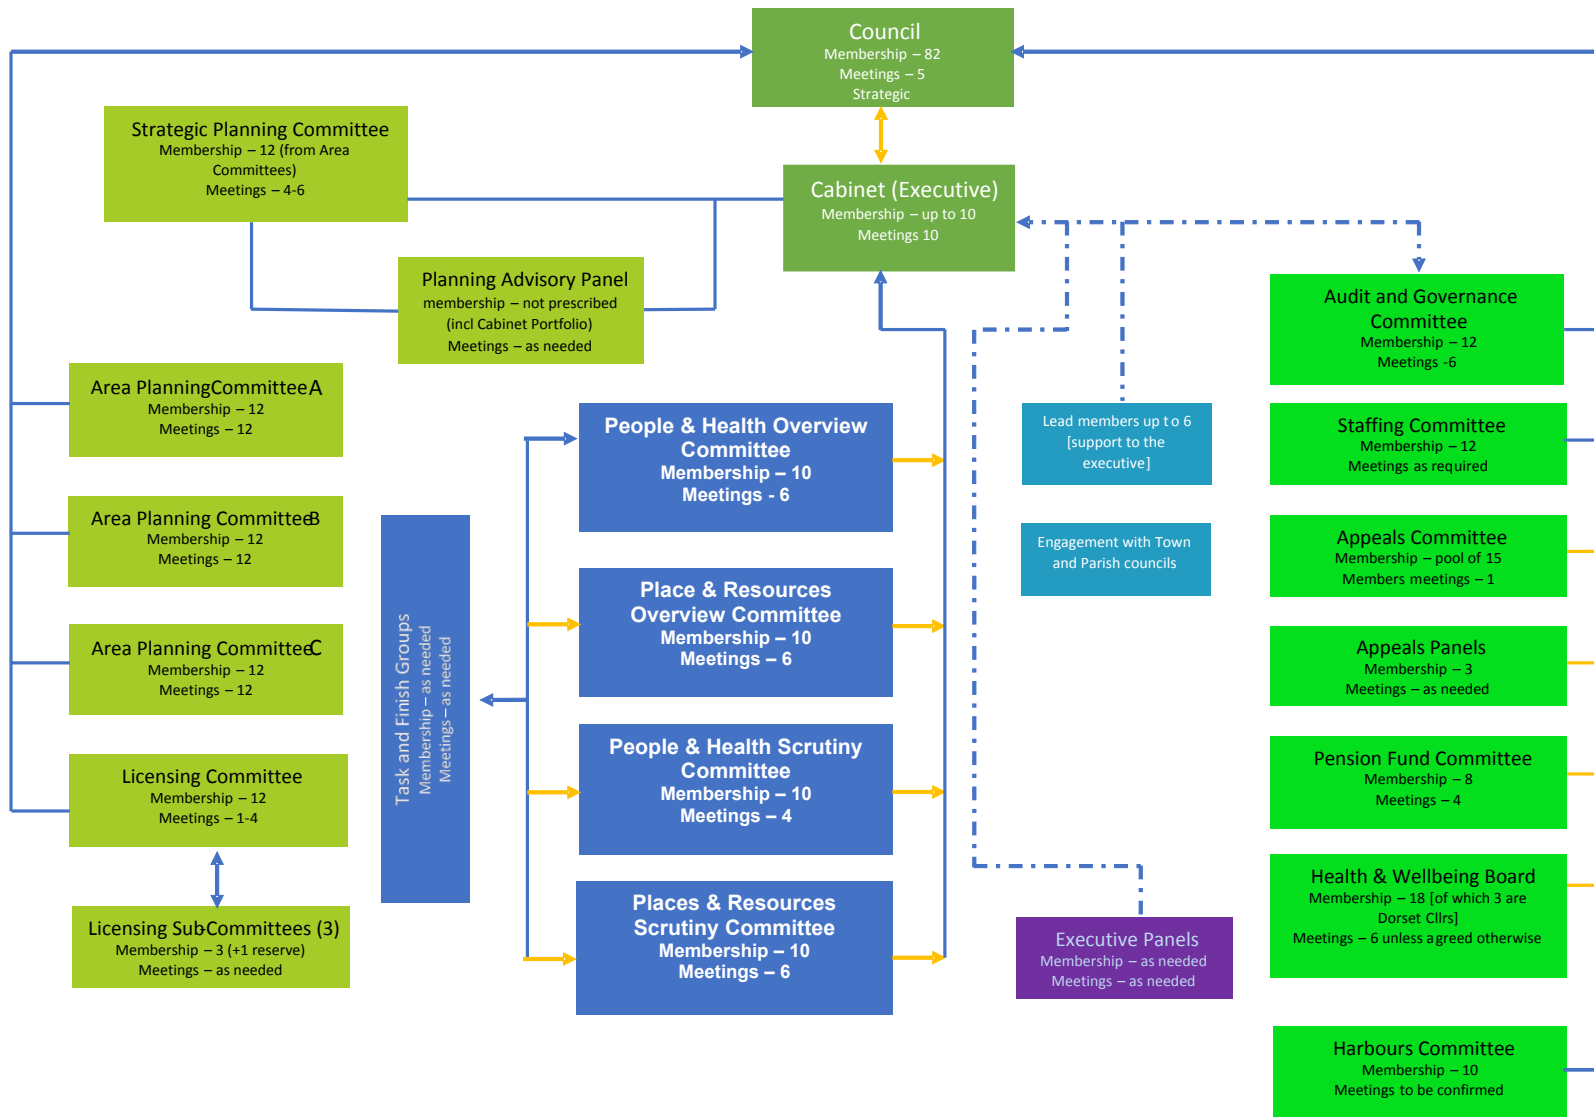 Council
Membership – 82
Meetings – 5
Strategic
Strategic Planning Committee
Membership – 12 (from Area
Committees)
Meetings – 4-6
Cabinet (Executive)
Membership – up to 10
Meetings 10
Planning Advisory Panel
membership – not prescribed
(incl Cabinet Portfolio)
Meetings – as needed
Audit and Governance
Committee
Membership – 12
Meetings -6
Area Planning Committee A
Membership – 12
Meetings – 12
Area Planning Committee B
Membership – 12
Meetings – 12
Area Planning Committee C
Membership – 12
Meetings – 12
Licensing Committee
Membership – 12
Meetings – 1-4
Licensing Sub-Committees (3)
Membership – 3 (+1 reserve)
Meetings – as needed
Task and Finish Groups
Membership – as needed
Meetings – as needed
People & Health Overview
Committee
Membership – 10
Meetings - 6
Place & Resources
Overview Committee
Membership – 10
Meetings – 6
People & Health Scrutiny
Committee
Membership – 10
Meetings – 4
Places & Resources
Scrutiny Committee
Membership – 10
Meetings – 6
Lead members up to 6
[support to the
executive]
Engagement with Town
and Parish councils
Executive Panels
Membership – as needed
Meetings – as needed
Staffing Committee
Membership – 12
Meetings as required
Appeals Committee
Membership – pool of 15
Members meetings – 1
Appeals Panels
Membership – 3
Meetings – as needed
Pension Fund Committee
Membership – 8
Meetings – 4
Health & Wellbeing Board
Membership – 18 [of which 3 are
Dorset Cllrs]
Meetings – 6 unless agreed otherwise
Harbours Committee
Membership – 10
Meetings to be confirmed